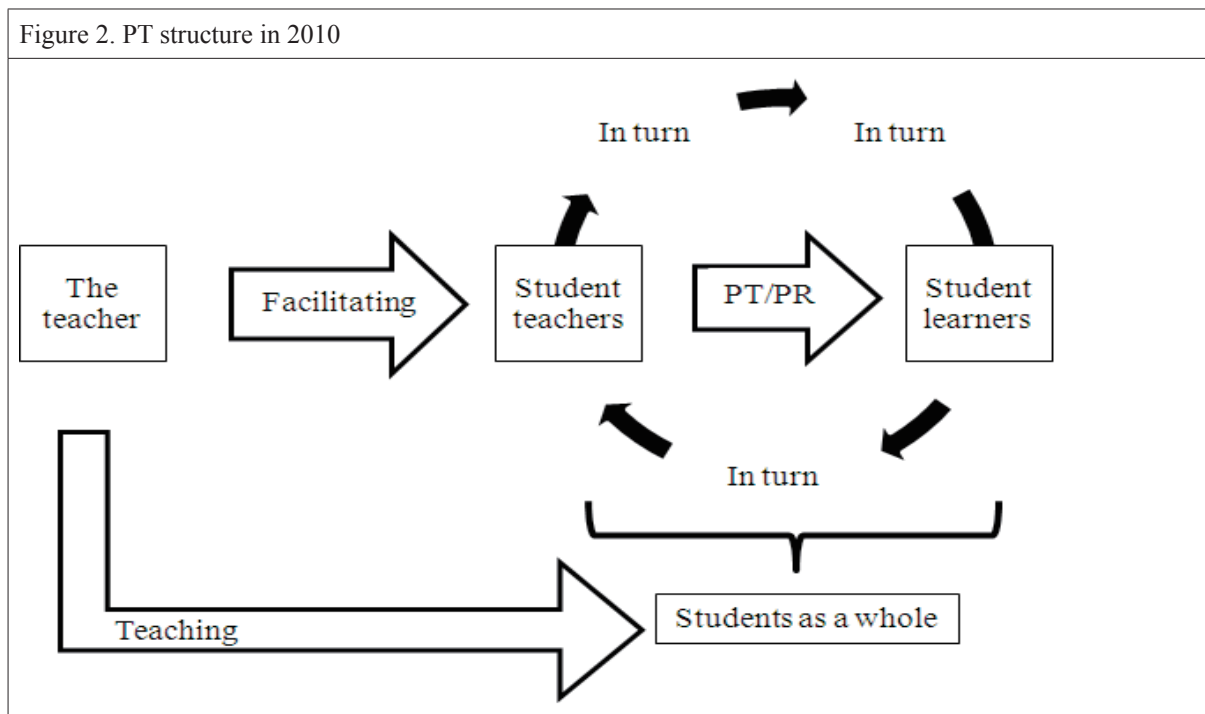 Figure 2. PT structure in 2010
In turn
In turn
The
teacher
Facilitating
Student
teachers
PT/PR
Student
learners
In turn
Students as a whole
Teaching